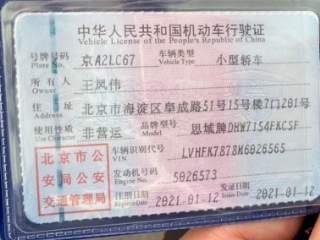 中华人民共和国机动车行驶证
Vehicle License of the People's Republic of China
号牌号码 京A2LC67 车辆类型 小型轿车
Plate No. Vehicle Type
所有人 王凤伟
Owner
住址 北京市海淀区阜成路51号15号楼7门201号
Address
使用性质 非营运 品牌型号 思域牌DHW7154FKCSF
Use Character Model
北京市公安局公安交通管理局
车辆识别代号 LVHFK7878M6026565
VIN
发动机号码 5026573
Engine No.
注册日期 2021-01-12 发证日期 2021-01-12
Register Date Issue Date